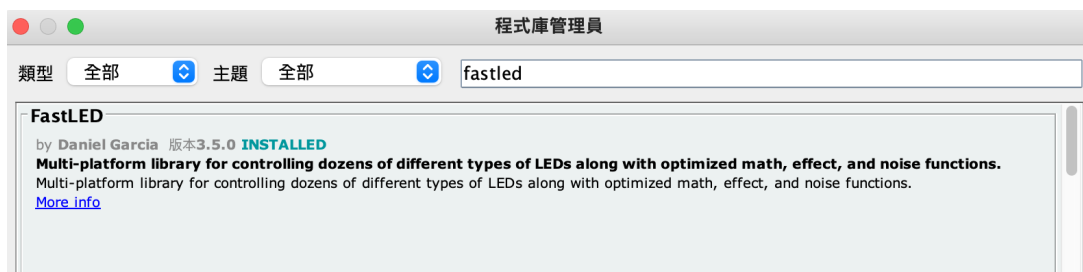 程式庫管理員
類型 全部 主題 全部 fastled
FastLED
by Daniel Garcia 版本3.5.0 INSTALLED
Multi-platform library for controlling dozens of different types of LEDs along with optimized math, effect, and noise functions.
Multi-platform library for controlling dozens of different types of LEDs along with optimized math, effect, and noise functions.
More info